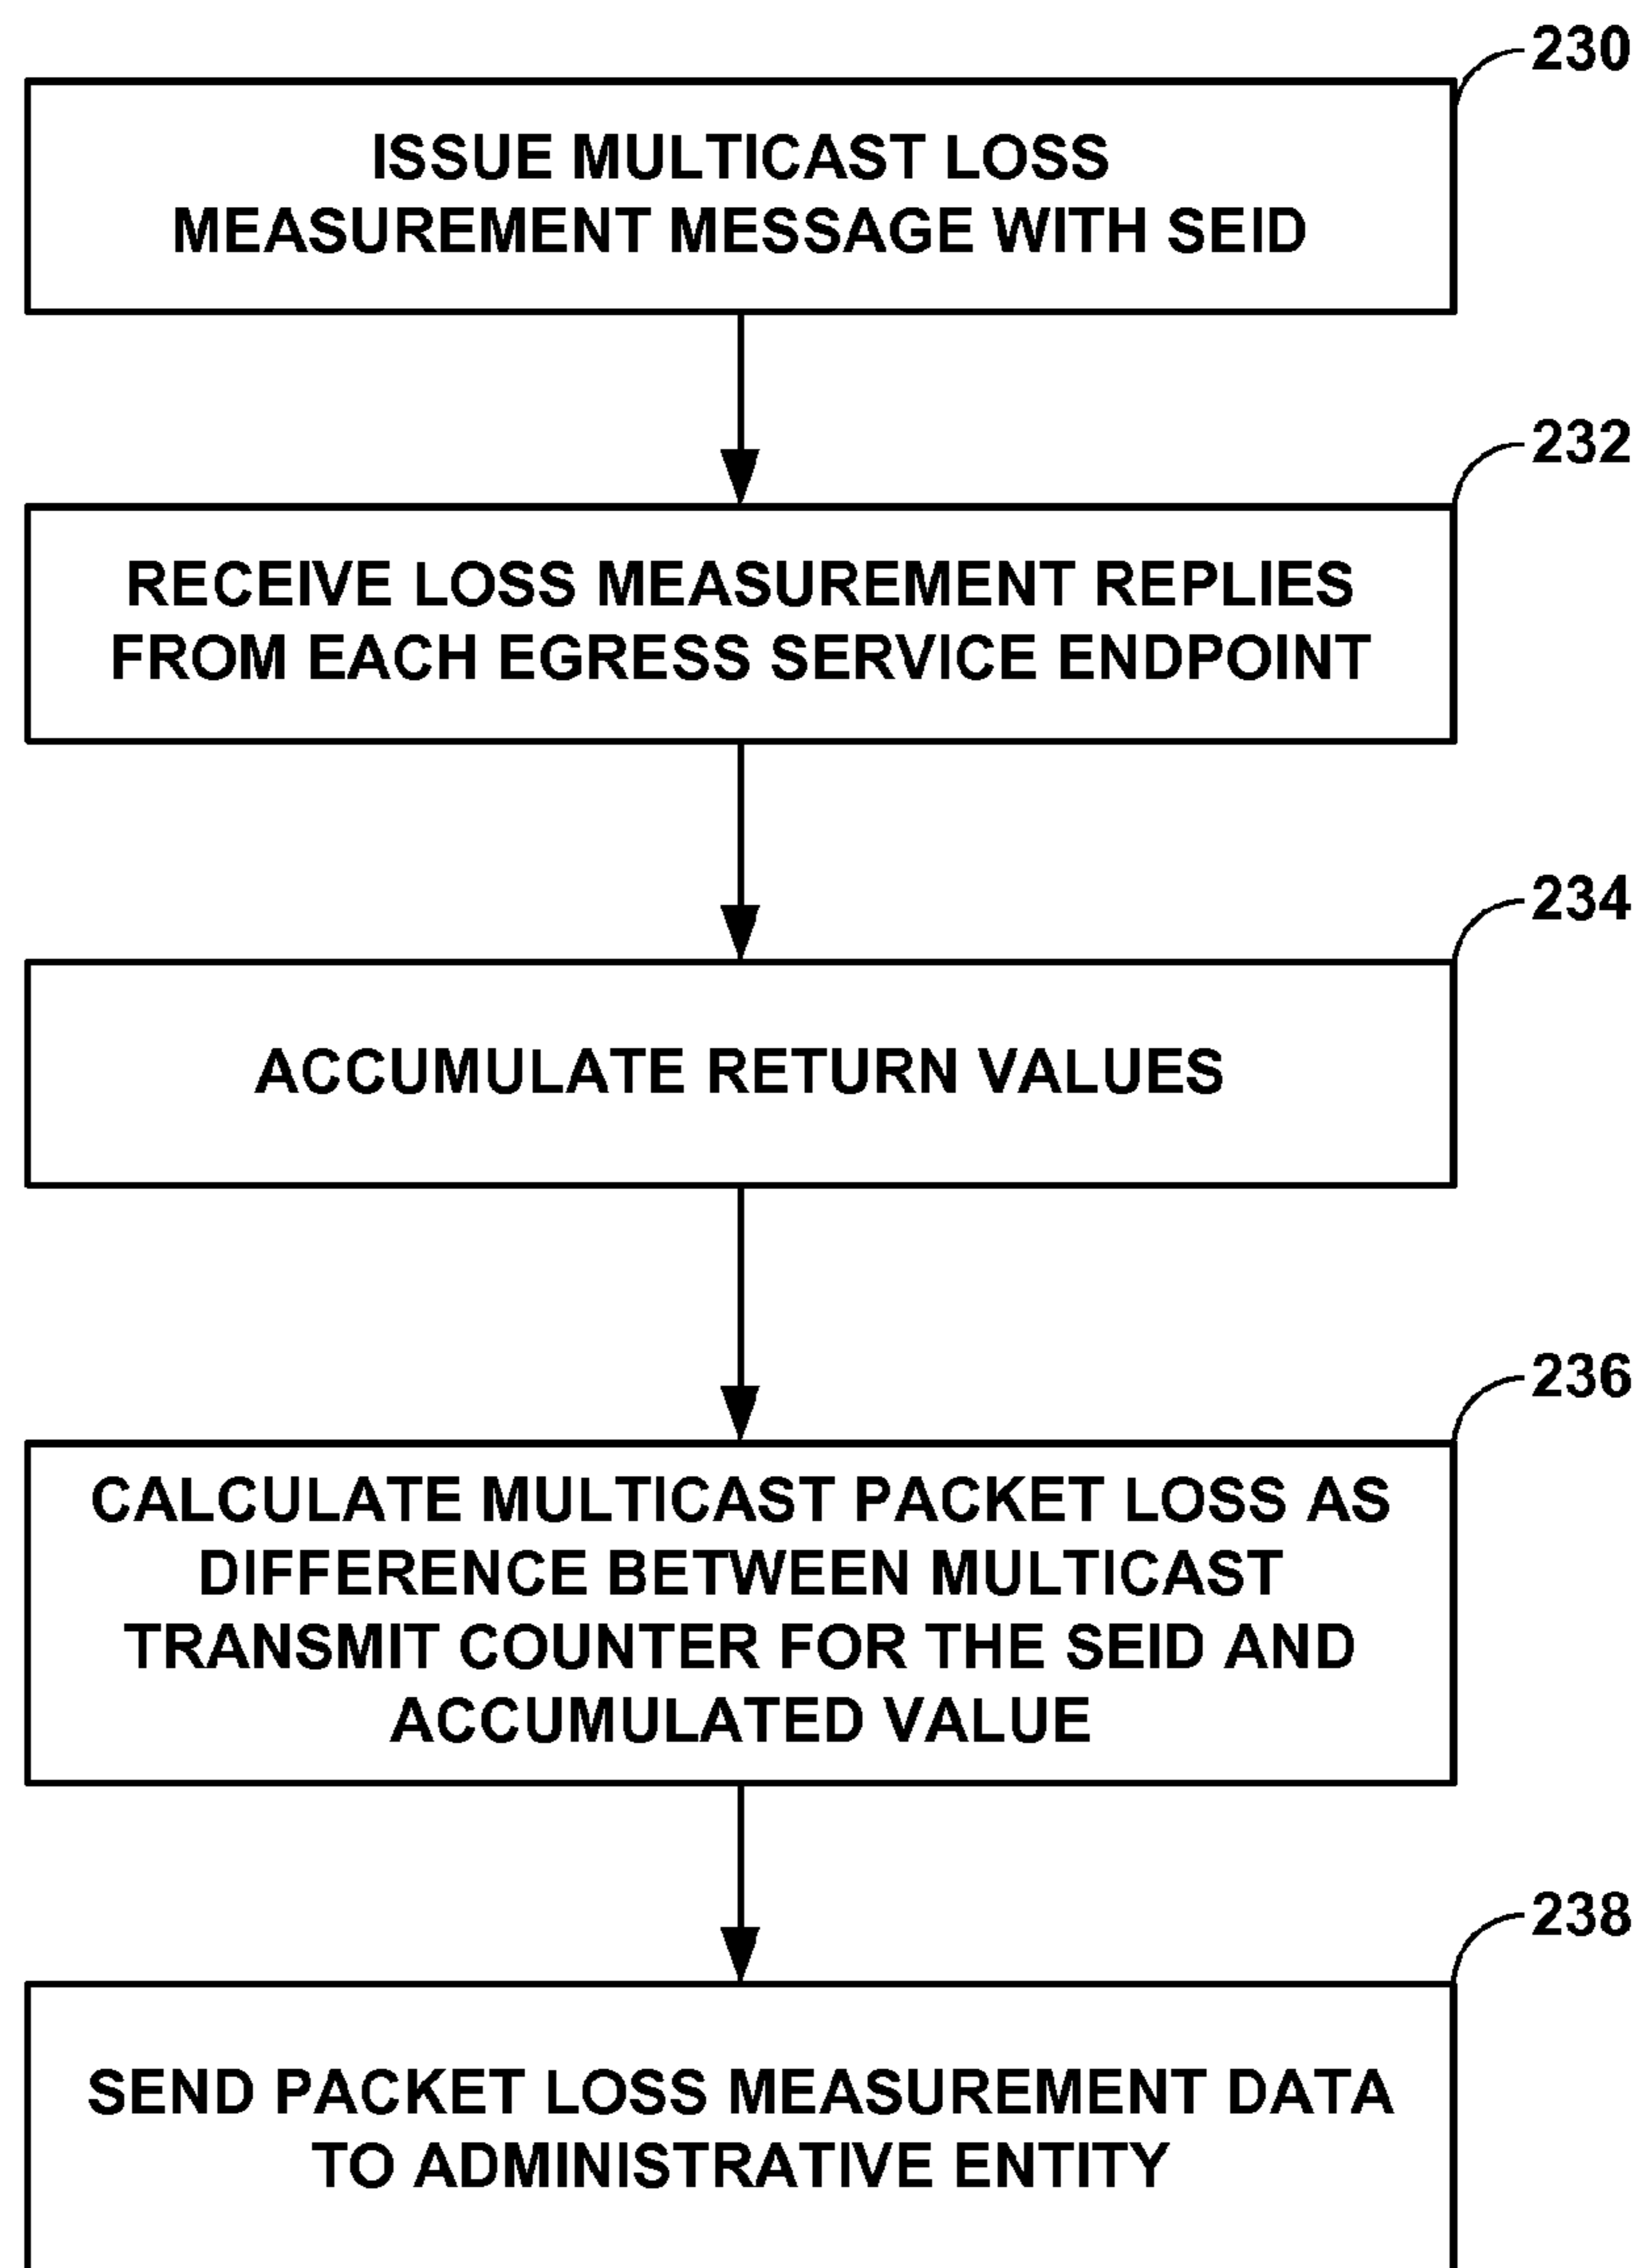 230
ISSUE MULTICAST LOSS
MEASUREMENT MESSAGE WITH SEID
232
RECEIVE LOSS MEASUREMENT REPLIES
FROM EACH EGRESS SERVICE ENDPOINT
234
ACCUMULATE RETURN VALUES
236
CALCULATE MULTICAST PACKET LOSS AS
DIFFERENCE BETWEEN MULTICAST
TRANSMIT COUNTER FOR THE SEID AND
ACCUMULATED VALUE
238
SEND PACKET LOSS MEASUREMENT DATA
TO ADMINISTRATIVE ENTITY